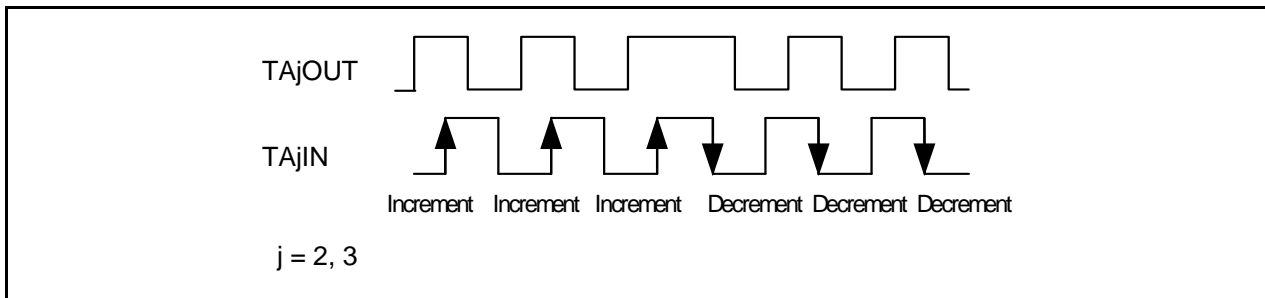 TAjOUT
TAjIN
Increment Increment Increment Decrement Decrement Decrement
j = 2, 3